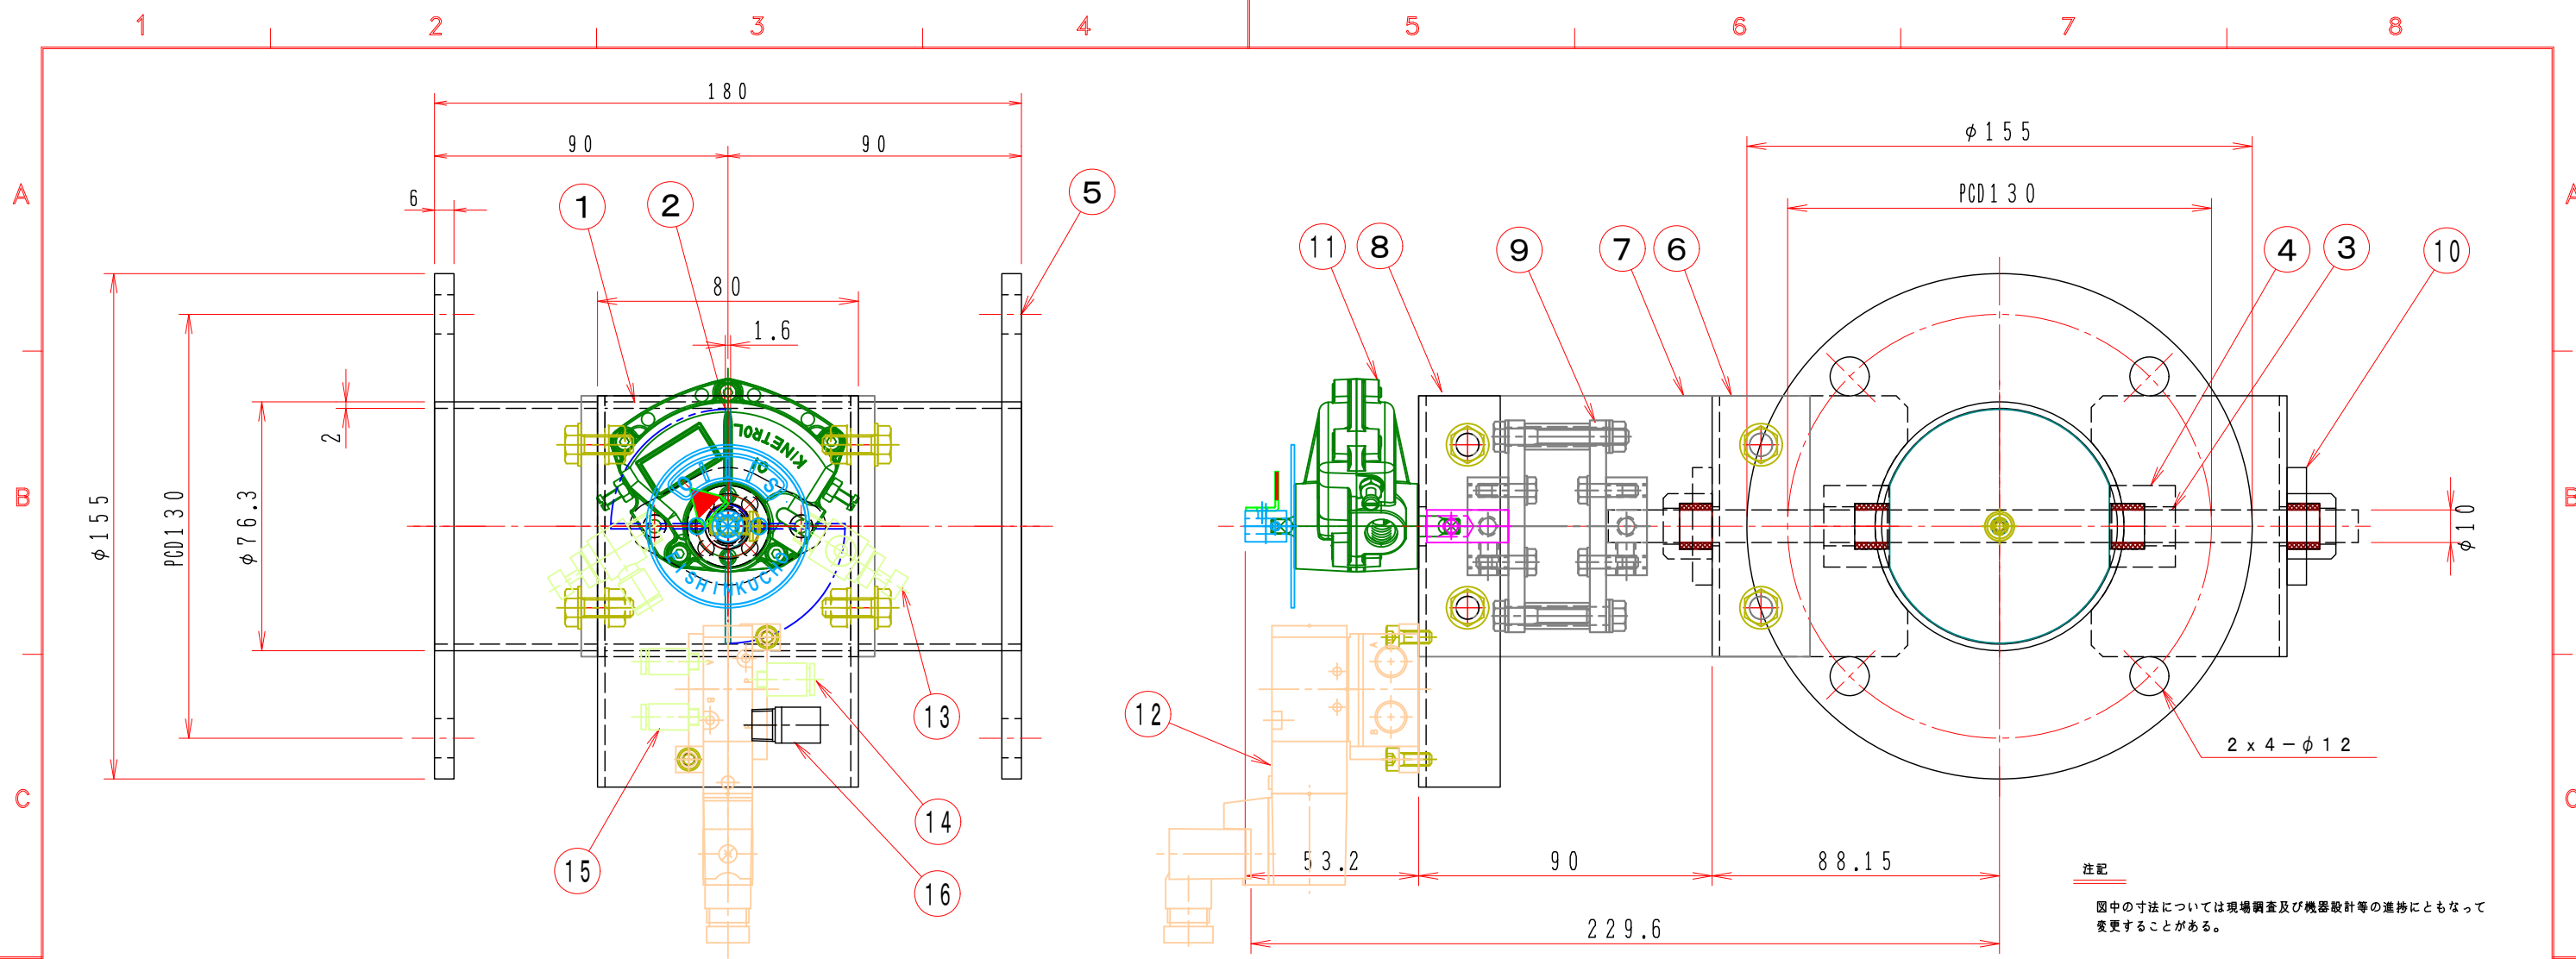 1 2 3 4 5 6 7 8
A
B
C
A
B
C
180
90 90
6
80
1.6
2
φ155
PCD130
φ76.3
1
2
5
KINETROL
NISHINKUCHO
A
B
P
13
14
15
16
φ155
PCD130
11
8
9
7
6
4
3
10
φ10
A
B
12
2x4-φ12
53.2 90 88.15
229.6
注記
図中の寸法については現場調査及び機器設計等の進捗にともなって
変更することがある。